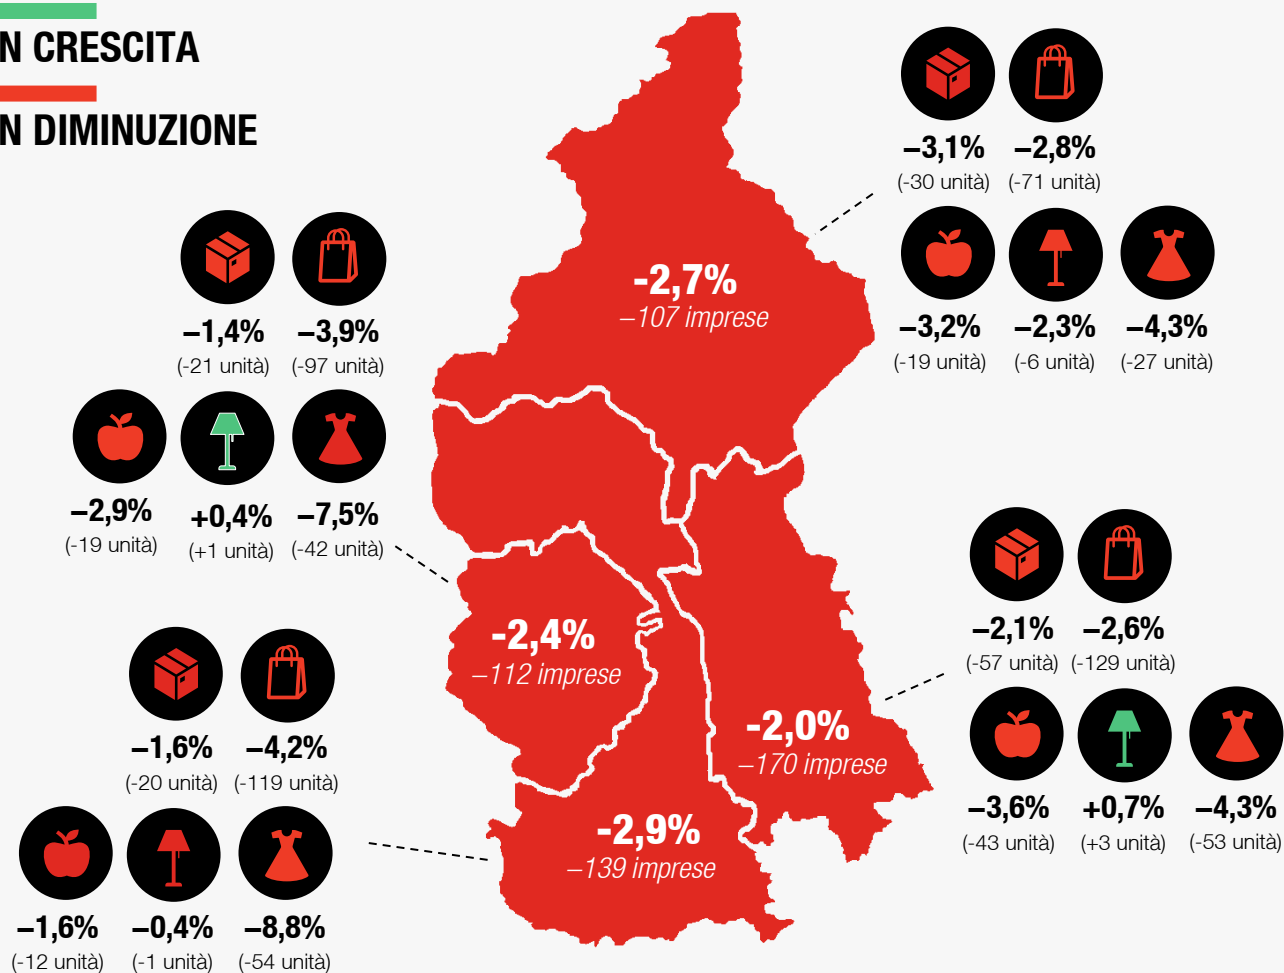 N CRESCITA
N DIMINUZIONE
–3,1% –2,8%
(-30 unità) (-71 unità)
–3,2% –2,3% –4,3%
(-19 unità) (-6 unità) (-27 unità)
-2,7%
–107 imprese
–1,4% –3,9%
(-21 unità) (-97 unità)
–2,9% +0,4% –7,5%
(-19 unità) (+1 unità) (-42 unità)
-2,4%
–112 imprese
–2,1% –2,6%
(-57 unità) (-129 unità)
–3,6% +0,7% –4,3%
(-43 unità) (+3 unità) (-53 unità)
-2,0%
–170 imprese
–1,6% –4,2%
(-20 unità) (-119 unità)
–1,6% –0,4% –8,8%
(-12 unità) (-1 unità) (-54 unità)
-2,9%
–139 imprese